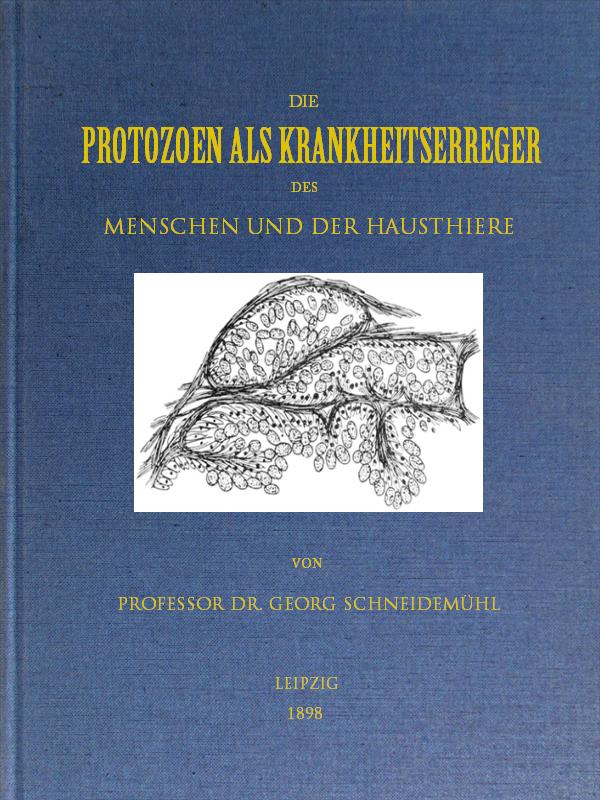 DIE
PROTOZOEN ALS KRANKHEITSERREGER
DES
MENSCHEN UND DER HAUSTHIERE
VON
PROFESSOR DR. GEORG SCHNEIDEMÜHL
LEIPZIG
1898